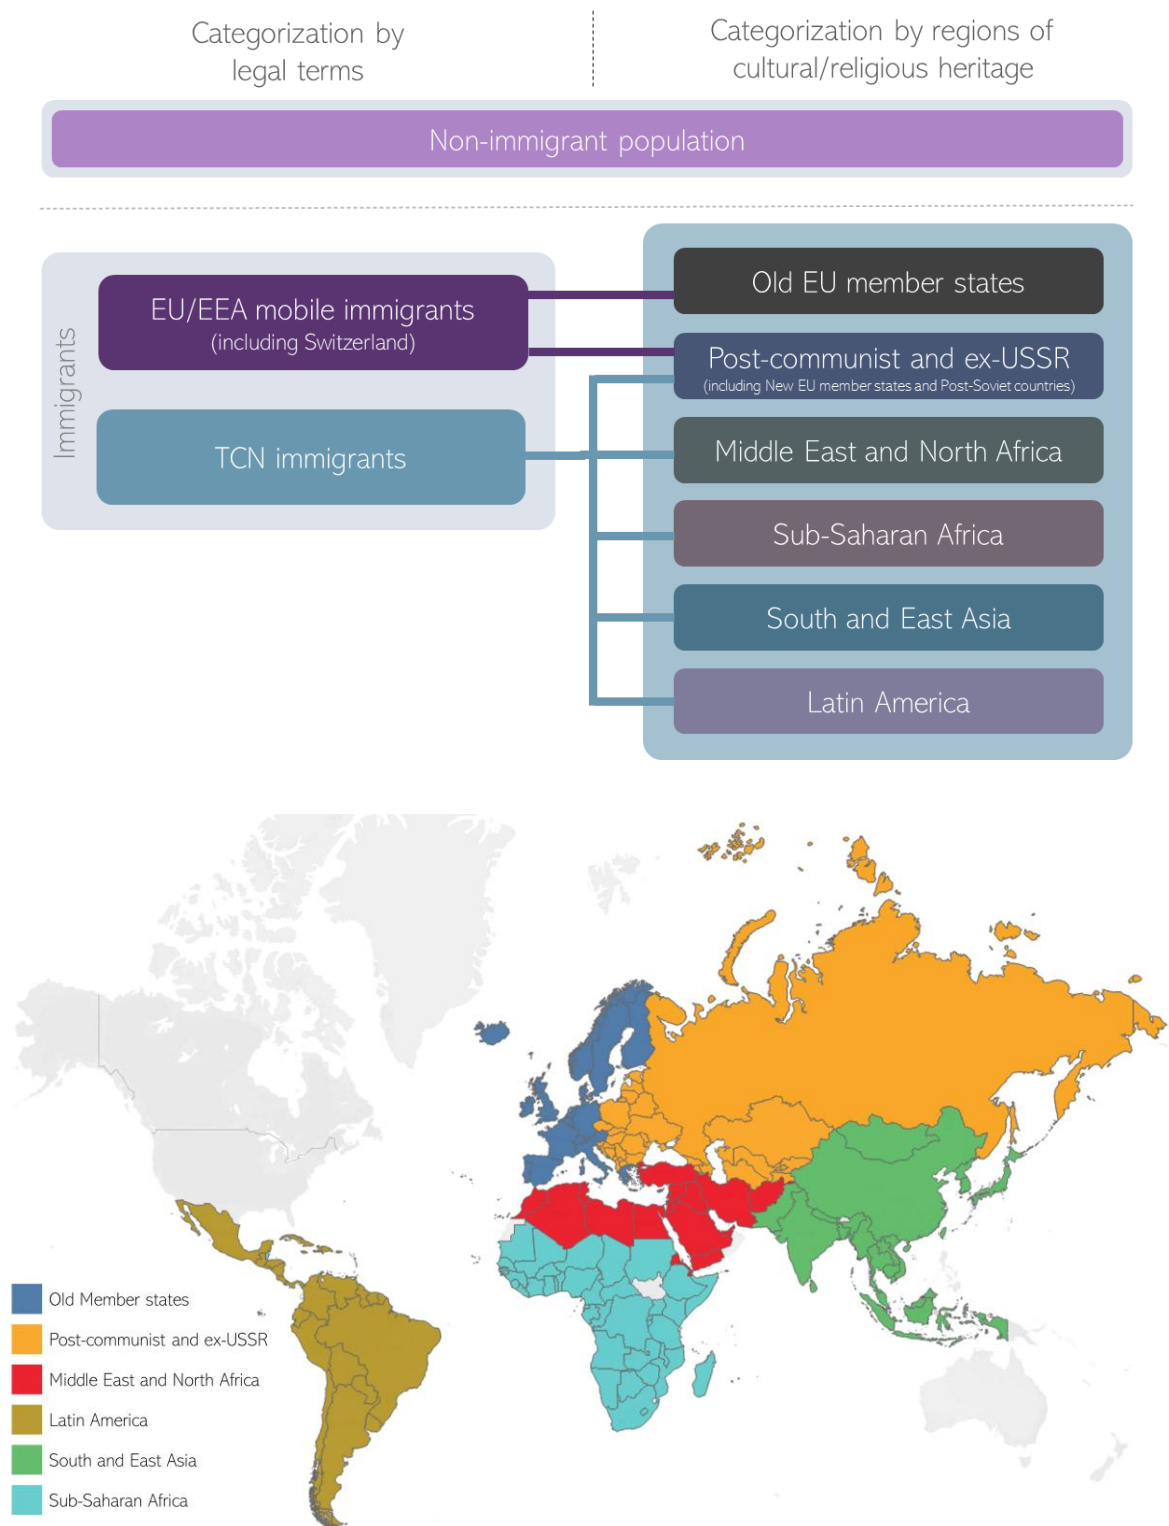 Categorization by
legal terms
Categorization by regions of
cultural/religious heritage
Non-immigrant population
Immigrants
EU/EEA mobile immigrants
(including Switzerland)
TCN immigrants
Old EU member states
Post-communist and ex-USSR
(including New EU member states and Post-Soviet countries)
Middle East and North Africa
Sub-Saharan Africa
South and East Asia
Latin America
Old Member states
Post-communist and ex-USSR
Middle East and North Africa
Latin America
South and East Asia
Sub-Saharan Africa